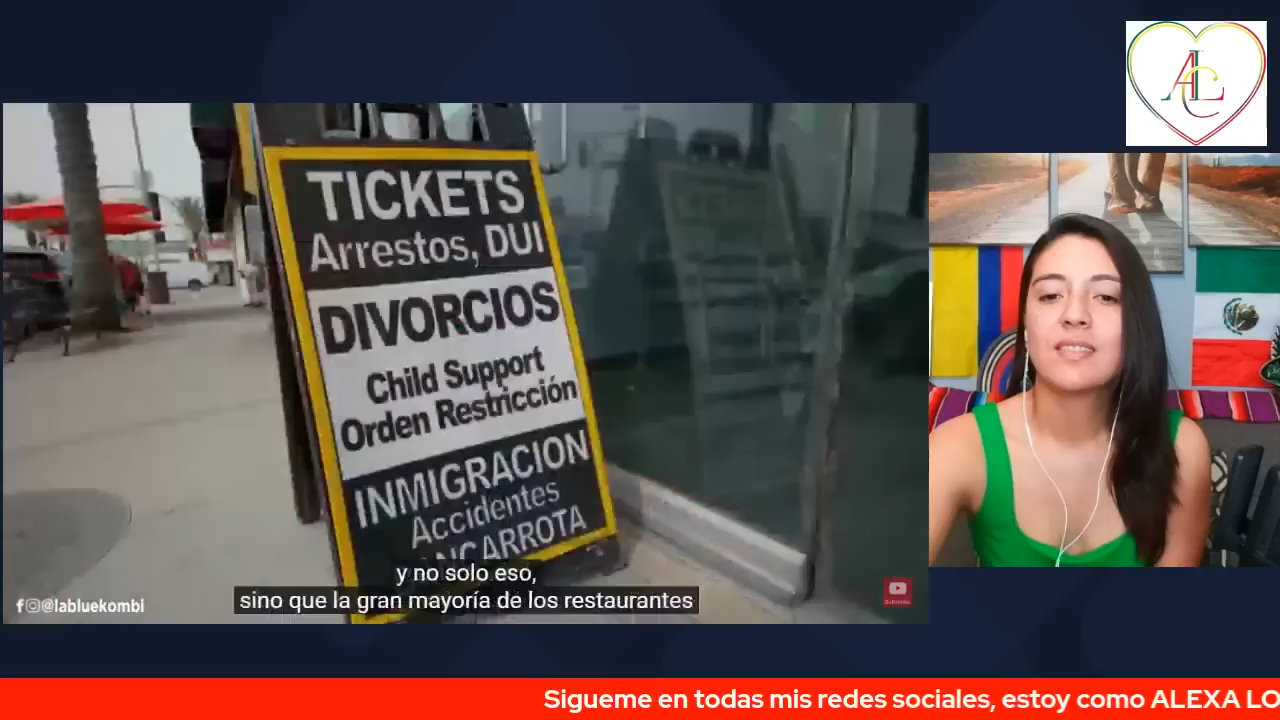 ALC
TICKETS
Arrestos, DUI
DIVORCIOS
Child Support
Orden Restricción
INMIGRACION
Accidentes
y no solo eso,
sino que la gran mayoría de los restaurantes
@labluekombi
Sigueme en todas mis redes sociales, estoy como ALEXA LO